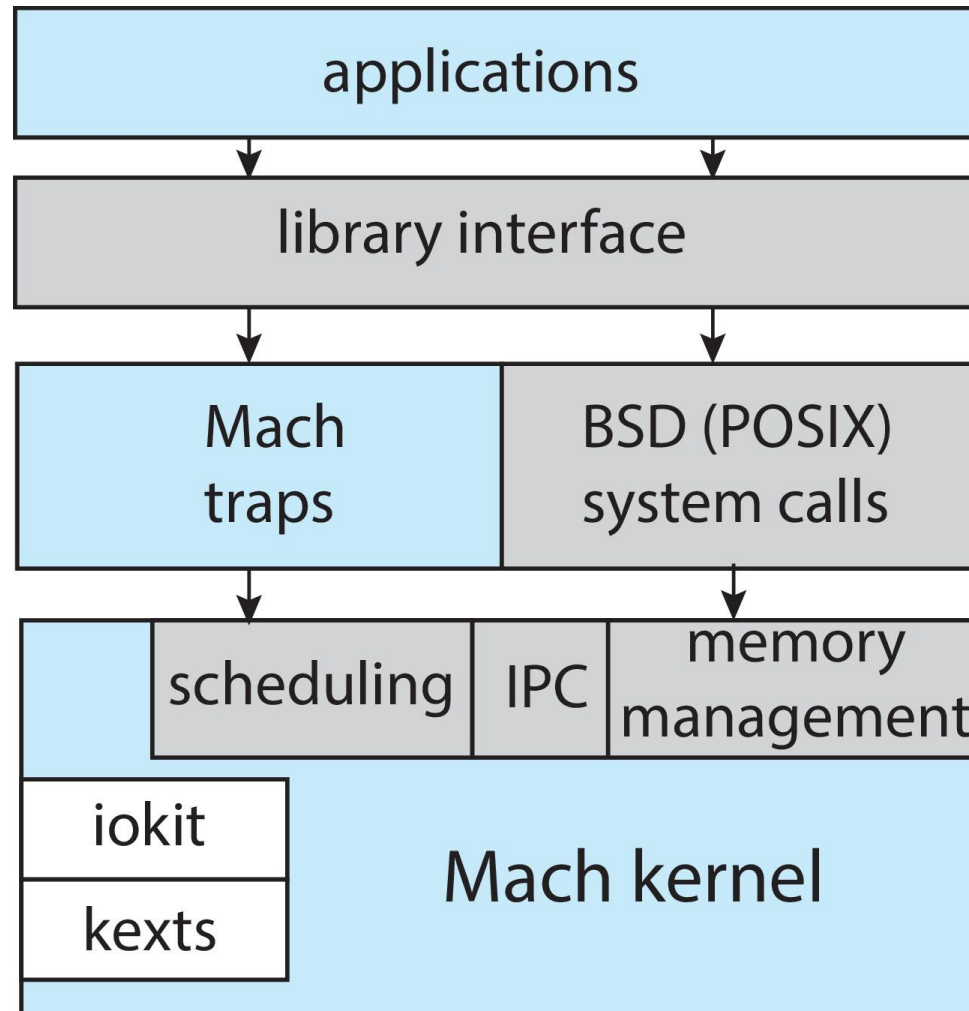 applications
library interface
Mach
traps
BSD (POSIX)
system calls
scheduling
IPC
memory
management
iokit
kexts
Mach kernel